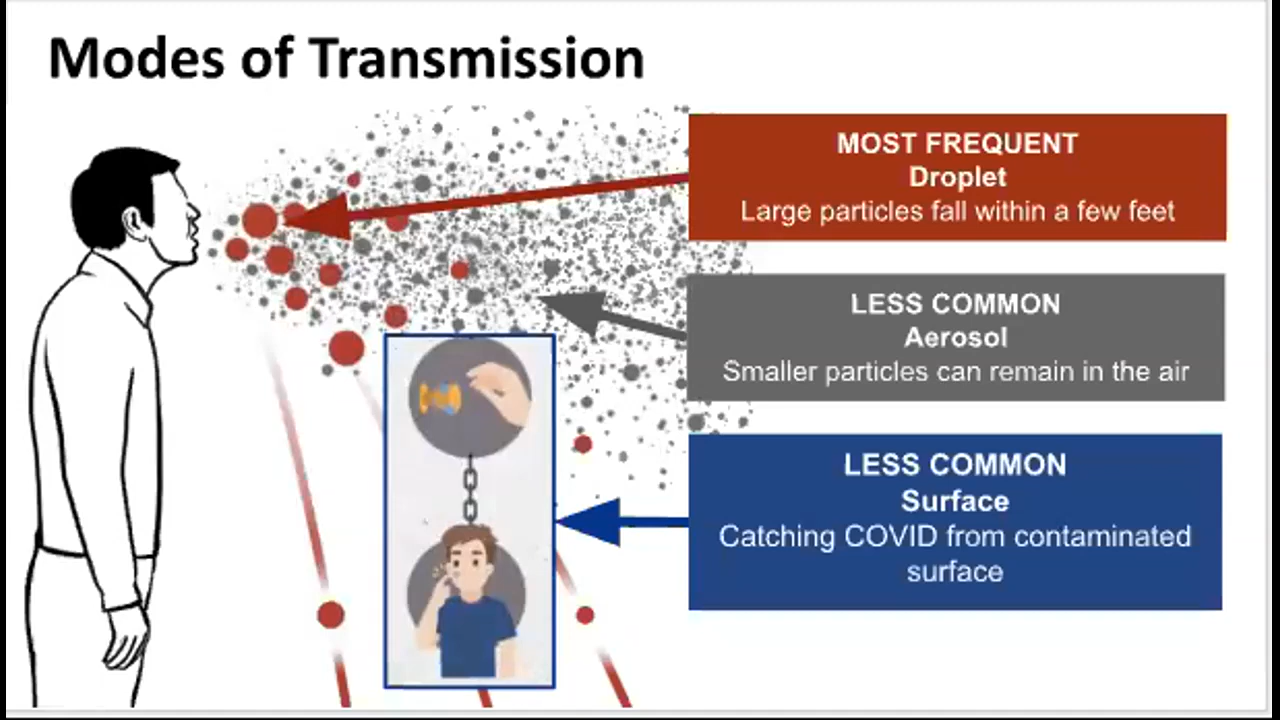 Modes of Transmission
MOST FREQUENT
Droplet
Large particles fall within a few feet
LESS COMMON
Aerosol
Smaller particles can remain in the air
LESS COMMON
Surface
Catching COVID from contaminated
surface